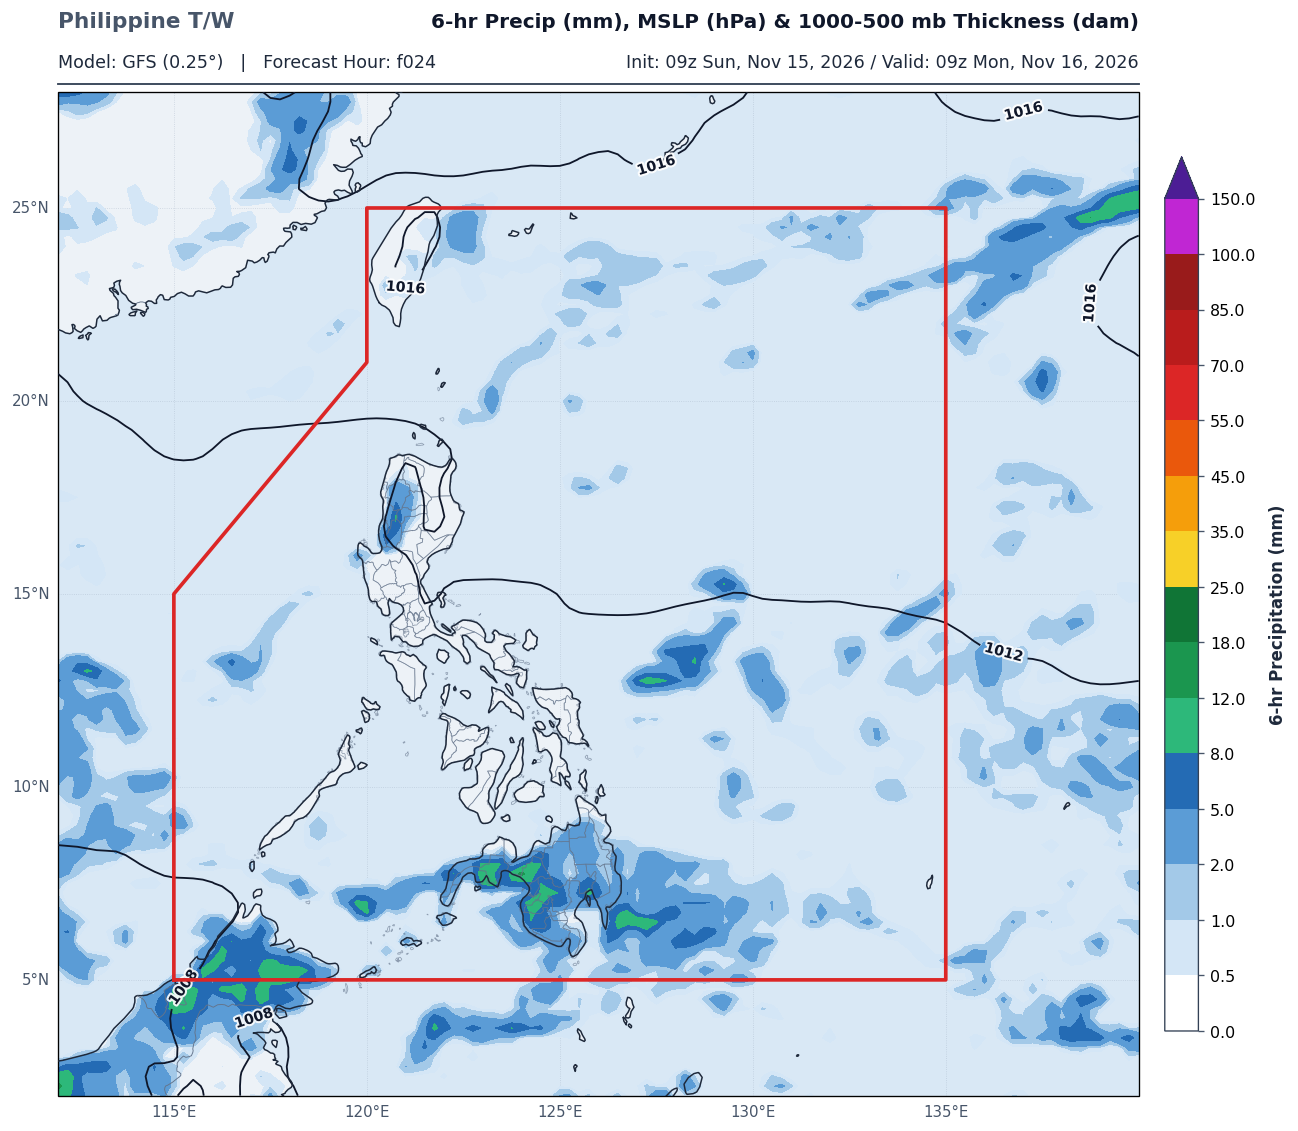 Philippine T/W
6-hr Precip (mm), MSLP (hPa) & 1000-500 mb Thickness (dam)
Model: GFS (0.25°)   |   Forecast Hour: f024
Init: 09z Sun, Nov 15, 2026 / Valid: 09z Mon, Nov 16, 2026
1016
1016
1016
1016
1012
1008
1008
25°N
20°N
15°N
10°N
5°N
115°E
120°E
125°E
130°E
135°E
150.0
100.0
85.0
70.0
55.0
45.0
35.0
25.0
18.0
12.0
8.0
5.0
2.0
1.0
0.5
0.0
6-hr Precipitation (mm)